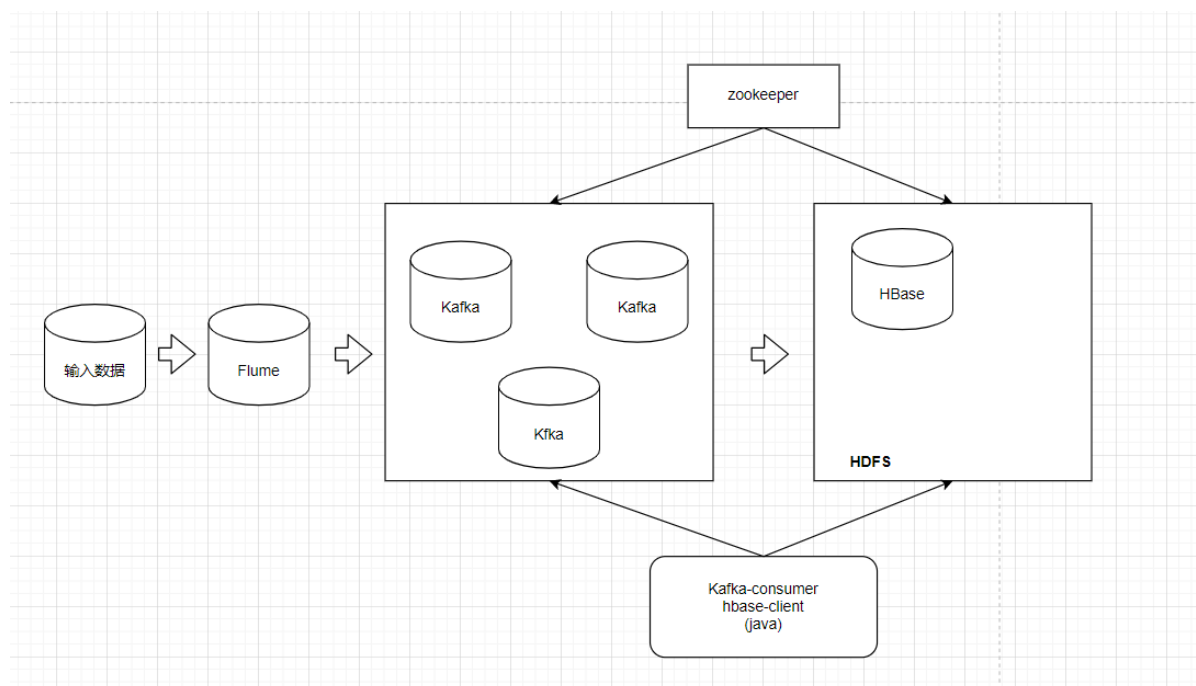 zookeeper
Kafka
Kafka
HBase
输入数据
Flume
Kfka
HDFS
Kafka-consumer
hbase-client
(java)